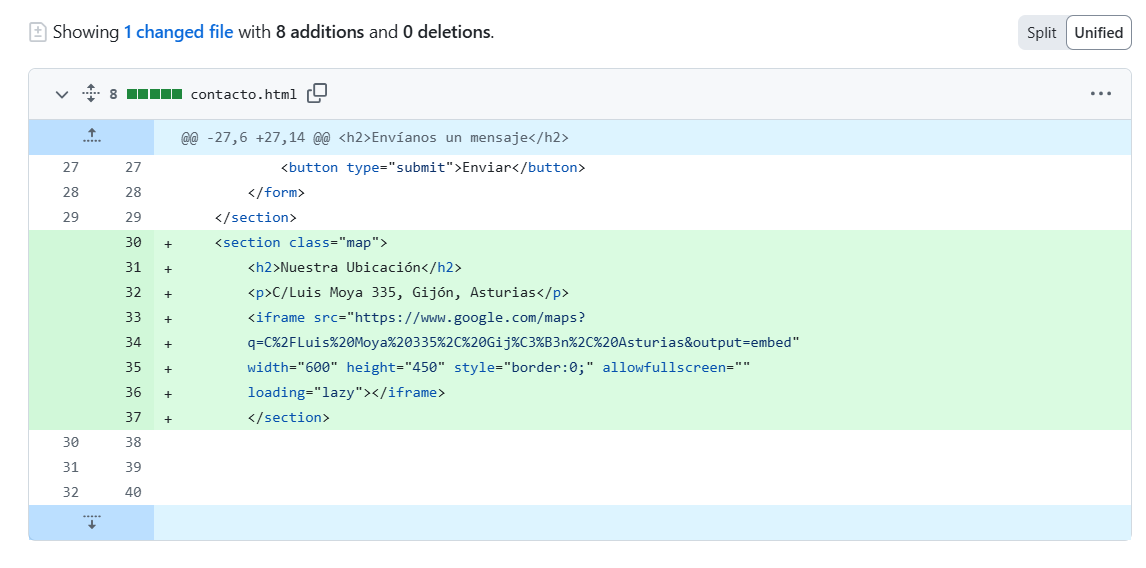 Showing 1 changed file with 8 additions and 0 deletions.
Split Unified
8 contacto.html
@@ -27,6 +27,14 @@ <h2>Envíanos un mensaje</h2>
27 27 <button type="submit">Enviar</button>
28 28 </form>
29 29 </section>
30 + <section class="map">
31 + <h2>Nuestra Ubicación</h2>
32 + <p>C/Luis Moya 335, Gijón, Asturias</p>
33 + <iframe src="https://www.google.com/maps?
34 + q=C%2FLuis%20Moya%20335%2C%20Gij%C3%B3n%2C%20Asturias&output=embed"
35 + width="600" height="450" style="border:0;" allowfullscreen=""
36 + loading="lazy"></iframe>
37 + </section>
30 38
31 39
32 40